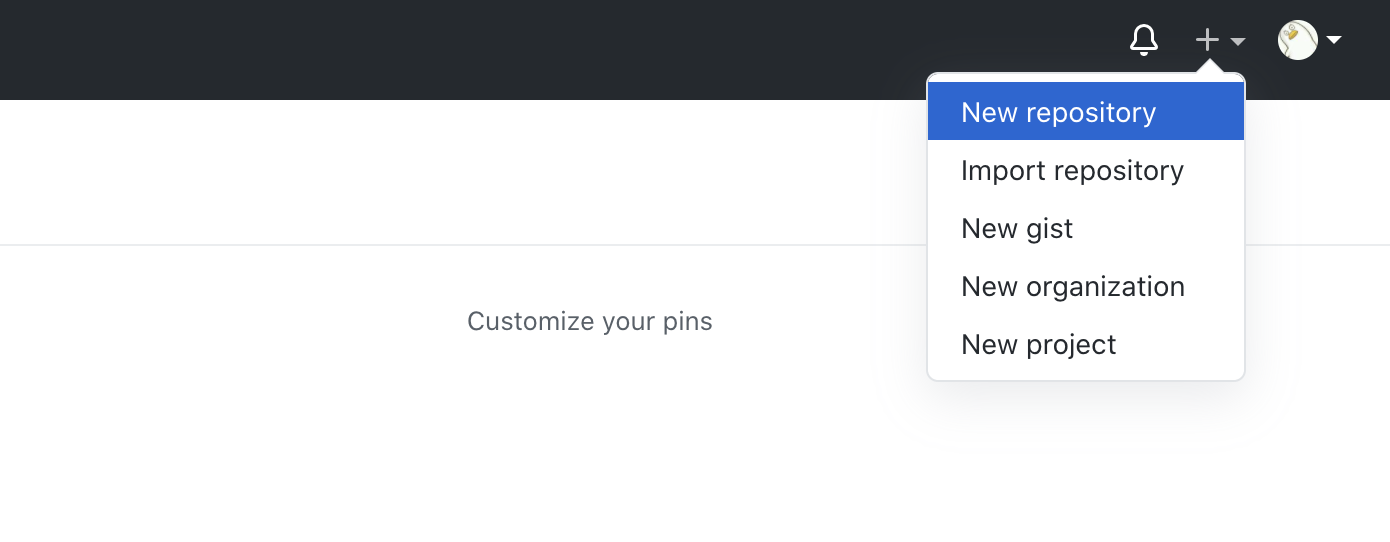 New repository
Import repository
New gist
New organization
Customize your pins
New project